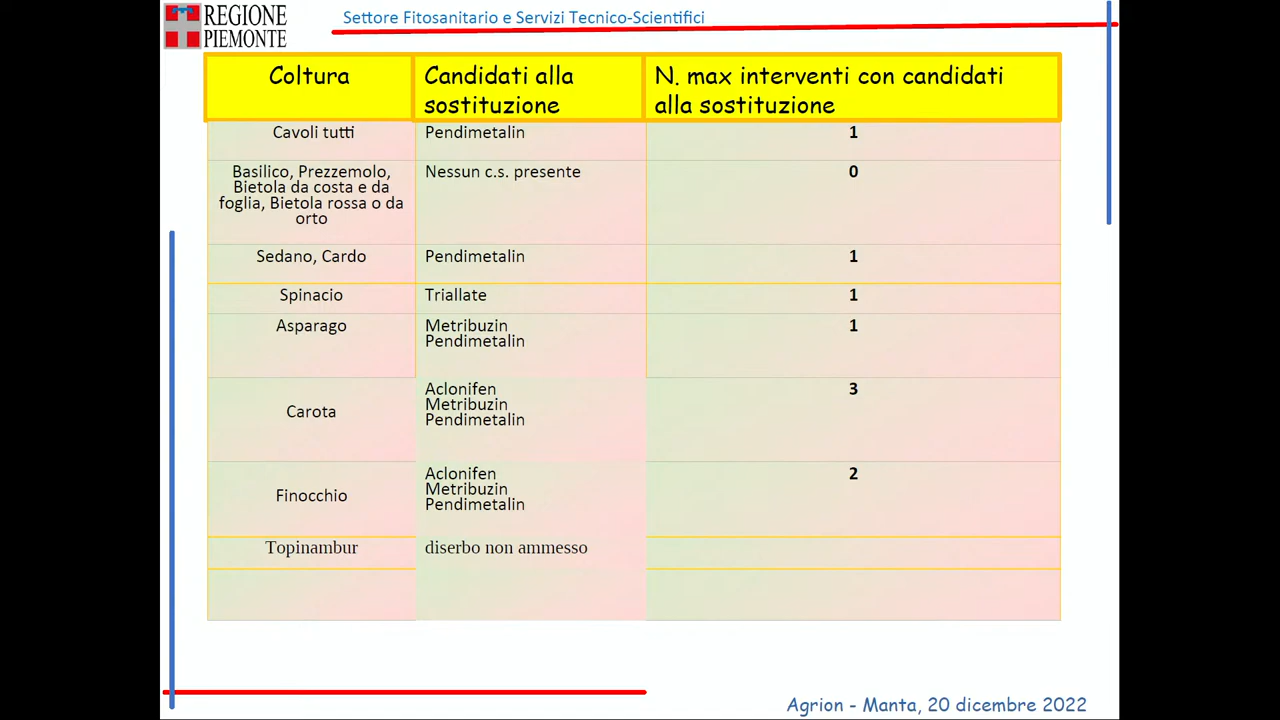 REGIONE
PIEMONTE
Settore Fitosanitario e Servizi Tecnico-Scientifici
Coltura
Candidati alla
sostituzione
N. max interventi con candidati
alla sostituzione
Cavoli tutti
Pendimetalin
1
Basilico, Prezzemolo,
Bietola da costa e da
foglia, Bietola rossa o da
orto
Nessun c.s. presente
0
Sedano, Cardo
Pendimetalin
1
Spinacio
Triallate
1
Asparago
Metribuzin
Pendimetalin
1
Carota
Aclonifen
Metribuzin
Pendimetalin
3
Finocchio
Aclonifen
Metribuzin
Pendimetalin
2
Topinambur
diserbo non ammesso
Agrion - Manta, 20 dicembre 2022